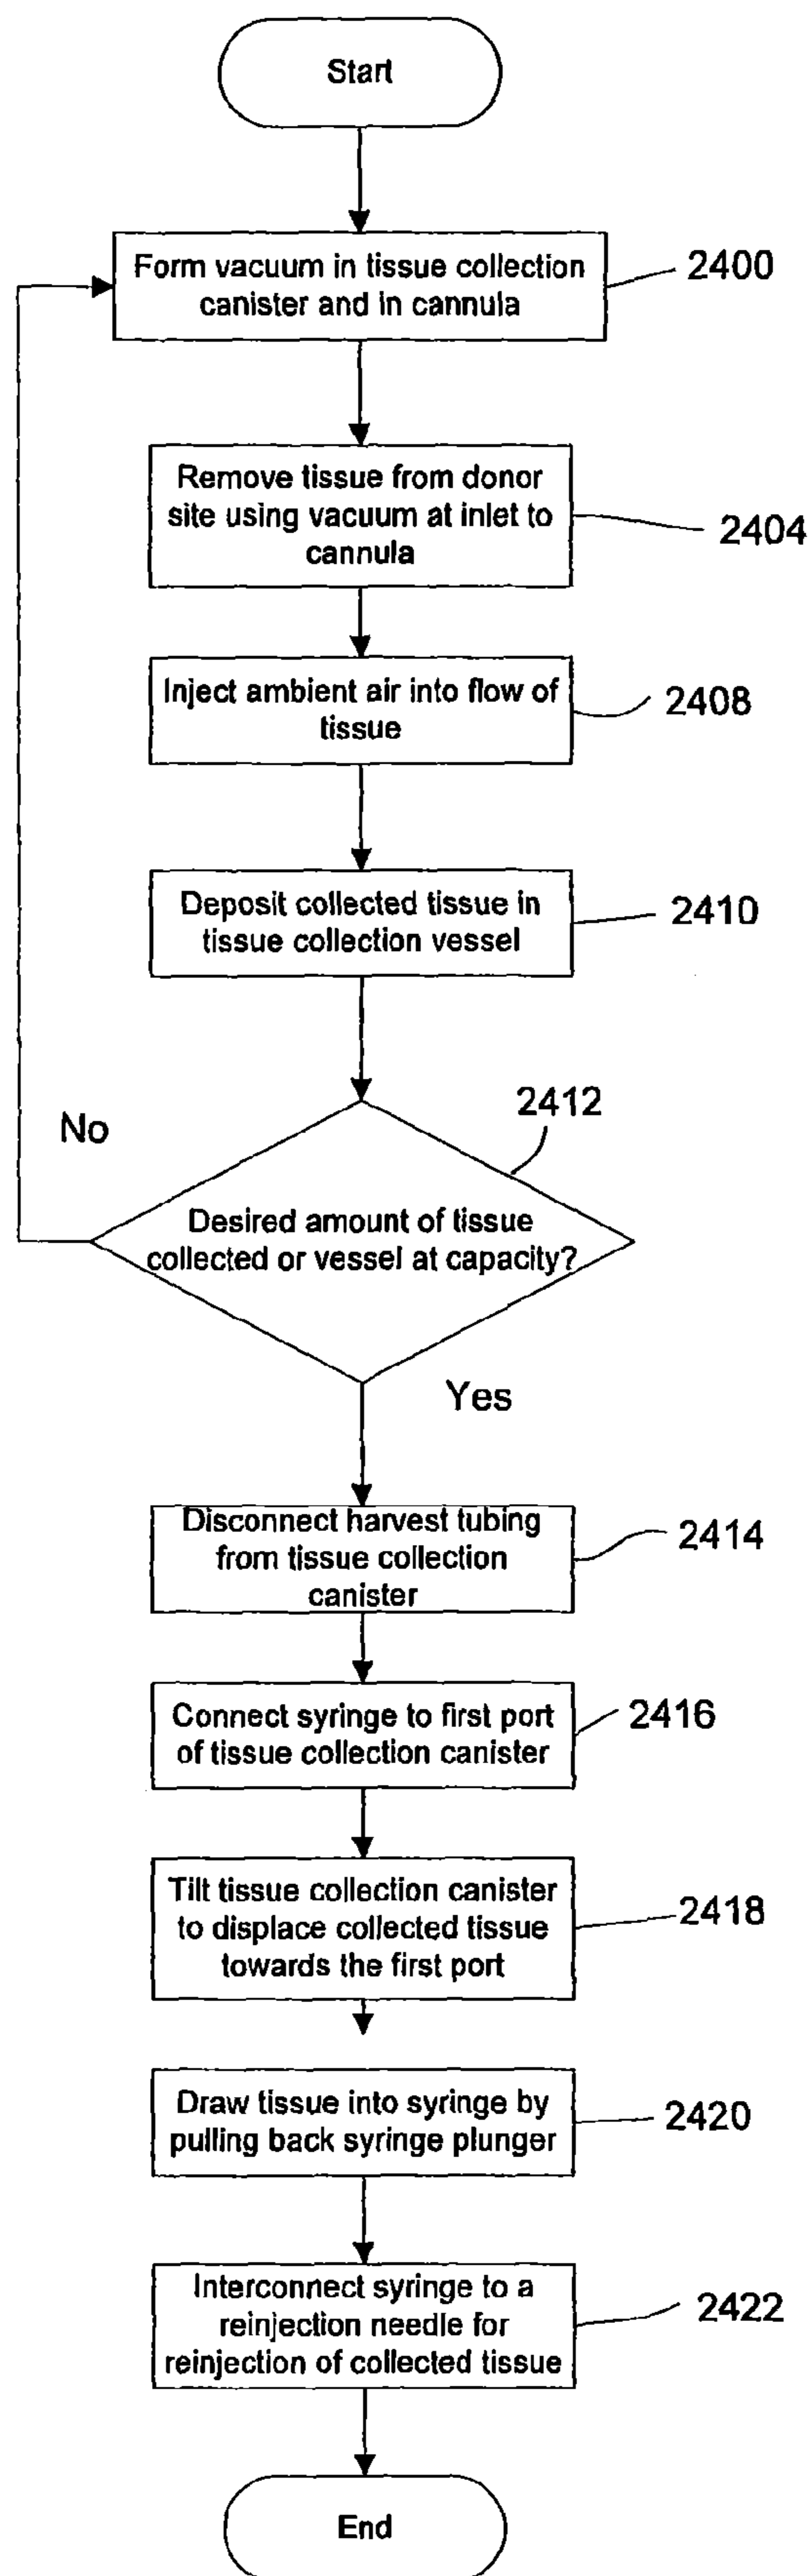 Start
Form vacuum in tissue collection
canister and in cannula
2400
Remove tissue from donor
site using vacuum at inlet to
cannula
2404
Inject ambient air into flow of
tissue
2408
Deposit collected tissue in
tissue collection vessel
2410
2412
No
Desired amount of tissue
collected or vessel at capacity?
Yes
Disconnect harvest tubing
from tissue collection
canister
2414
Connect syringe to first port
of tissue collection canister
2416
Tilt tissue collection canister
to displace collected tissue
towards the first port
2418
Draw tissue into syringe by
pulling back syringe plunger
2420
Interconnect syringe to a
reinjection needle for
reinjection of collected tissue
2422
End